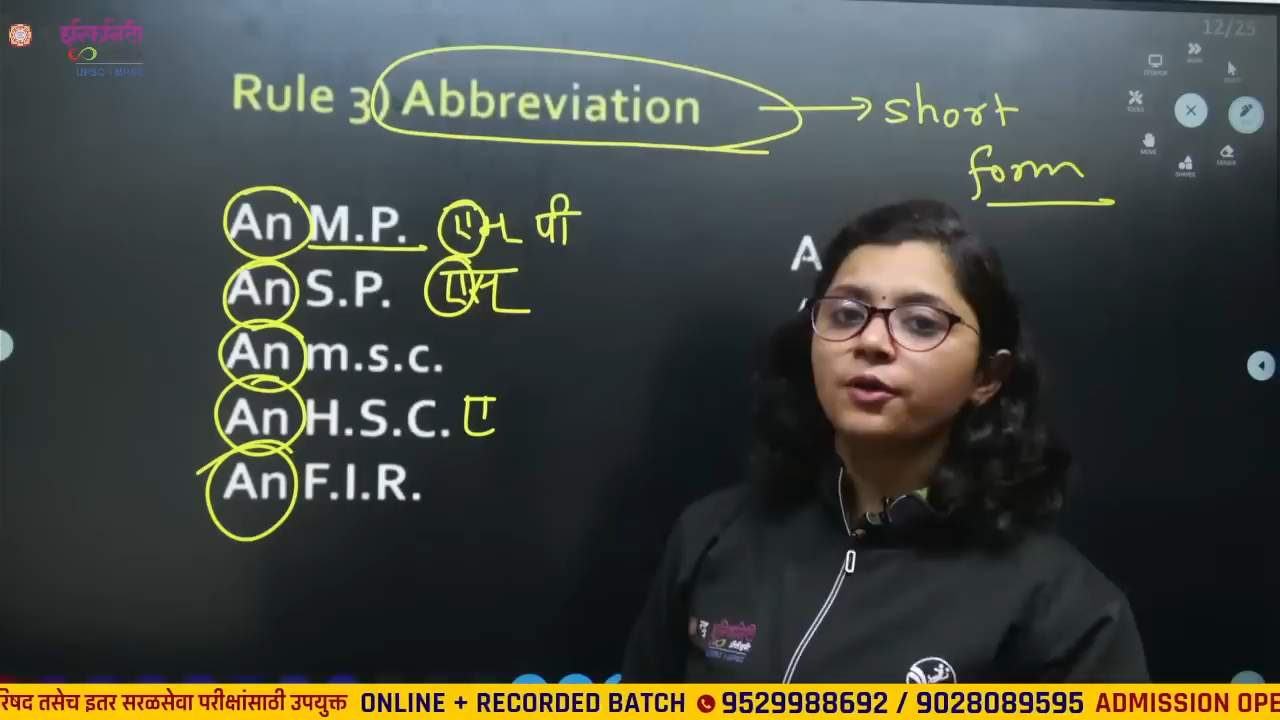 12/25
इन्फिनिटी
UPSC | MPSC
Rule 3) Abbreviation → short
form
An M.P. एम पी
An S.P. एस
An m.s.c.
An H.S.C. ए
An F.I.R.
A
रिषद तसेच इतर सरळसेवा परीक्षांसाठी उपयुक्त ONLINE + RECORDED BATCH 9529988692 / 9028089595 ADMISSION OPE